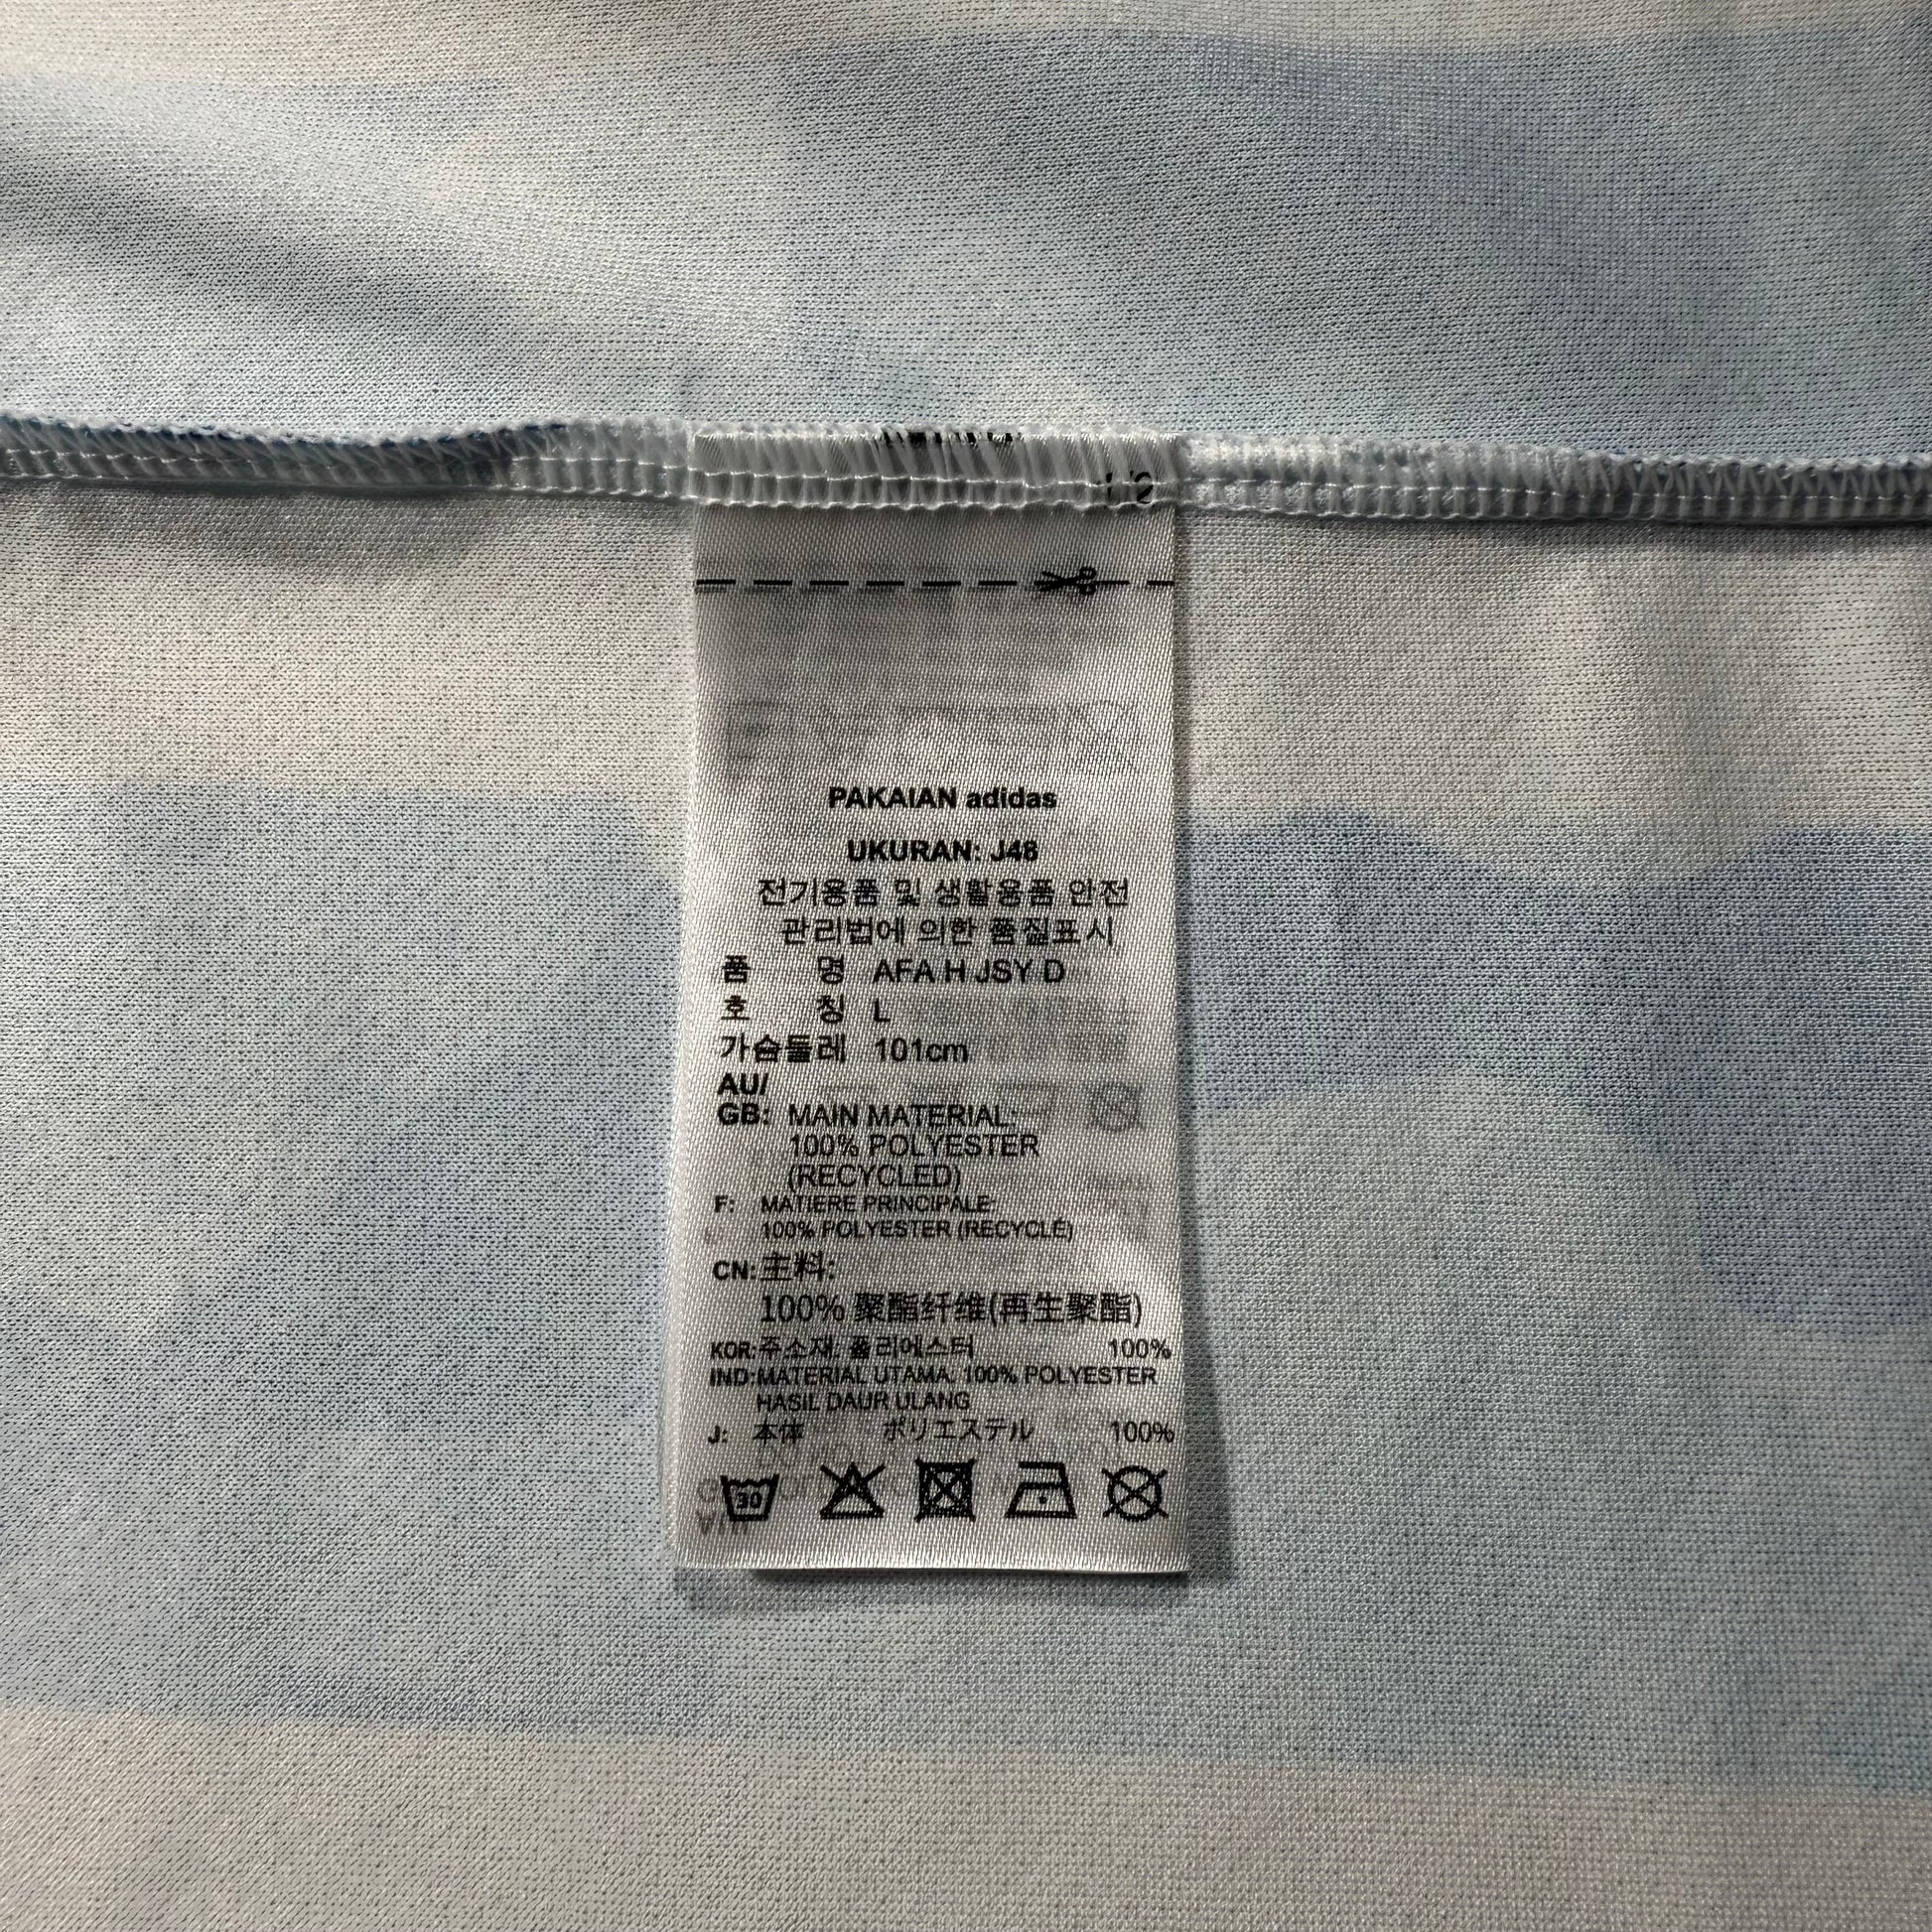 PAKAIAN adidas
UKURAN: J48
전기용품 및 생활용품 안전
관리법에 의한 품질표시
품 명 AFA H JSY D
호 칭 L
가슴둘레 101cm
AU/
GB: MAIN MATERIAL:
100% POLYESTER
(RECYCLED)
F: MATIERE PRINCIPALE:
100% POLYESTER (RECYCLÉ)
CN: 主料:
100% 聚酯纤维(再生聚酯)
KOR: 주소재: 폴리에스터 100%
IND: MATERIAL UTAMA: 100% POLYESTER
HASIL DAUR ULANG
J: 本体 ポリエステル 100%
30